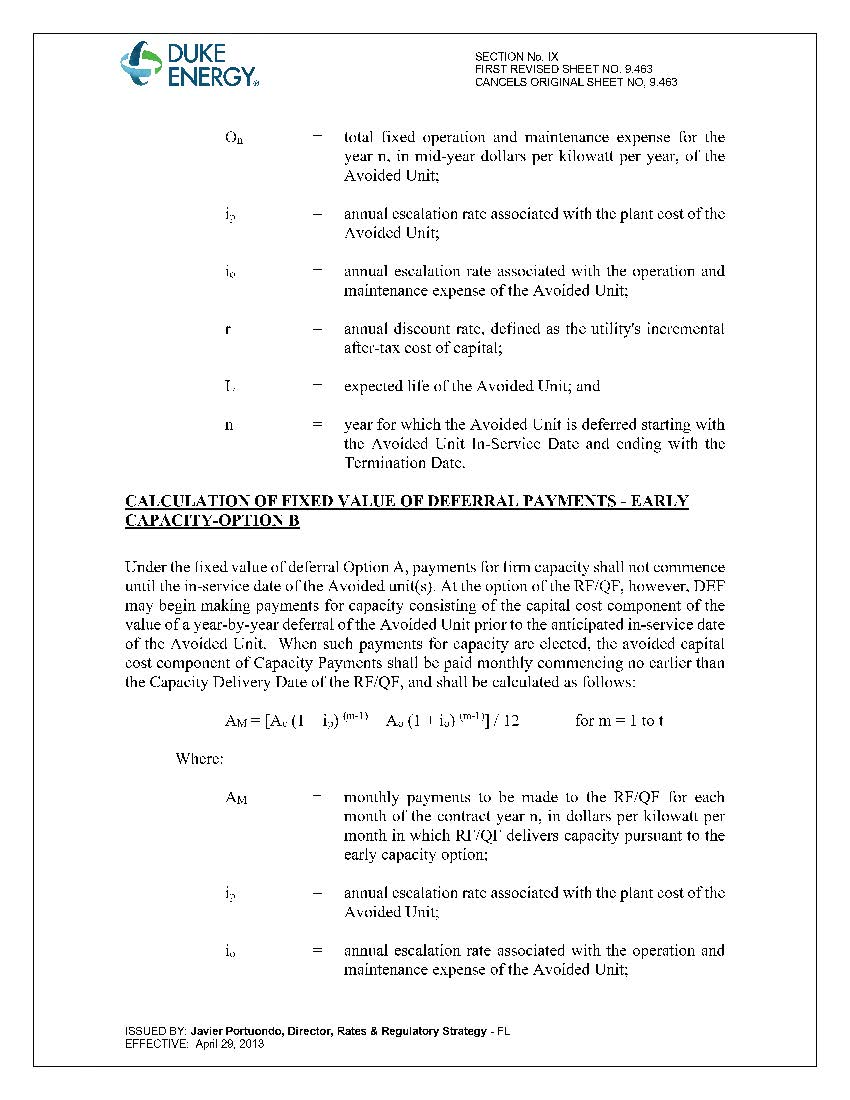 DUKE
ENERGY®
SECTION No. IX
FIRST REVISED SHEET NO. 9.463
CANCELS ORIGINAL SHEET NO, 9.463
On = total fixed operation and maintenance expense for the
year n, in mid-year dollars per kilowatt per year, of the
Avoided Unit;
ip = annual escalation rate associated with the plant cost of the
Avoided Unit;
io = annual escalation rate associated with the operation and
maintenance expense of the Avoided Unit;
r = annual discount rate, defined as the utility's incremental
after-tax cost of capital;
L = expected life of the Avoided Unit; and
n = year for which the Avoided Unit is deferred starting with
the Avoided Unit In-Service Date and ending with the
Termination Date.
CALCULATION OF FIXED VALUE OF DEFERRAL PAYMENTS - EARLY
CAPACITY-OPTION B
Under the fixed value of deferral Option A, payments for firm capacity shall not commence
until the in-service date of the Avoided unit(s). At the option of the RF/QF, however, DEF
may begin making payments for capacity consisting of the capital cost component of the
value of a year-by-year deferral of the Avoided Unit prior to the anticipated in-service date
of the Avoided Unit. When such payments for capacity are elected, the avoided capital
cost component of Capacity Payments shall be paid monthly commencing no earlier than
the Capacity Delivery Date of the RF/QF, and shall be calculated as follows:
AM = [Ac (1 ip) (m-1) Ao (1 + io) (m-1)] / 12 for m = 1 to t
Where:
AM = monthly payments to be made to the RF/QF for each
month of the contract year n, in dollars per kilowatt per
month in which RF/QF delivers capacity pursuant to the
early capacity option;
ip = annual escalation rate associated with the plant cost of the
Avoided Unit;
io = annual escalation rate associated with the operation and
maintenance expense of the Avoided Unit;
ISSUED BY: Javier Portuondo, Director, Rates & Regulatory Strategy - FL
EFFECTIVE: April 29, 2013